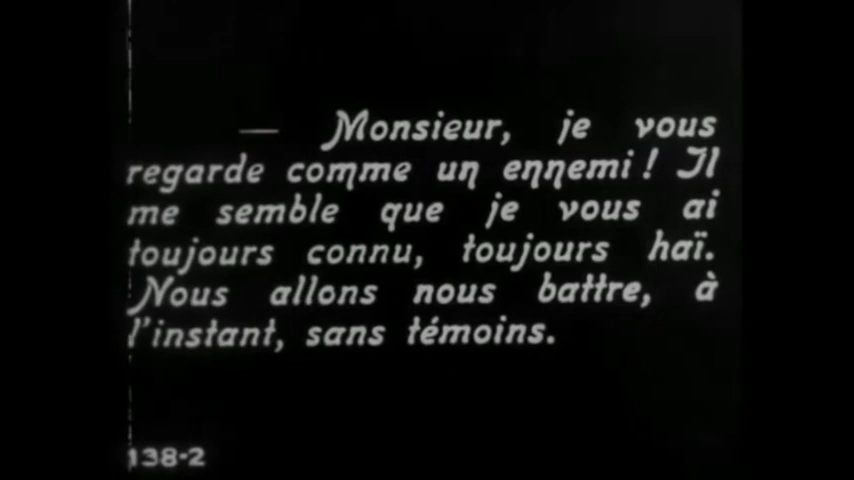 — Monsieur, je vous
regarde comme un ennemi ! Il
me semble que je vous ai
toujours connu, toujours haï.
Nous allons nous battre, à
l'instant, sans témoins.
138-2